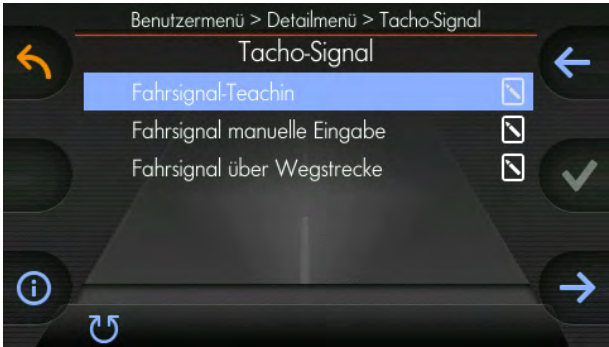 Benutzermenü > Detailmenü > Tacho-Signal
Tacho-Signal
Fahrsignal-Teachin
Fahrsignal manuelle Eingabe
Fahrsignal über Wegstrecke